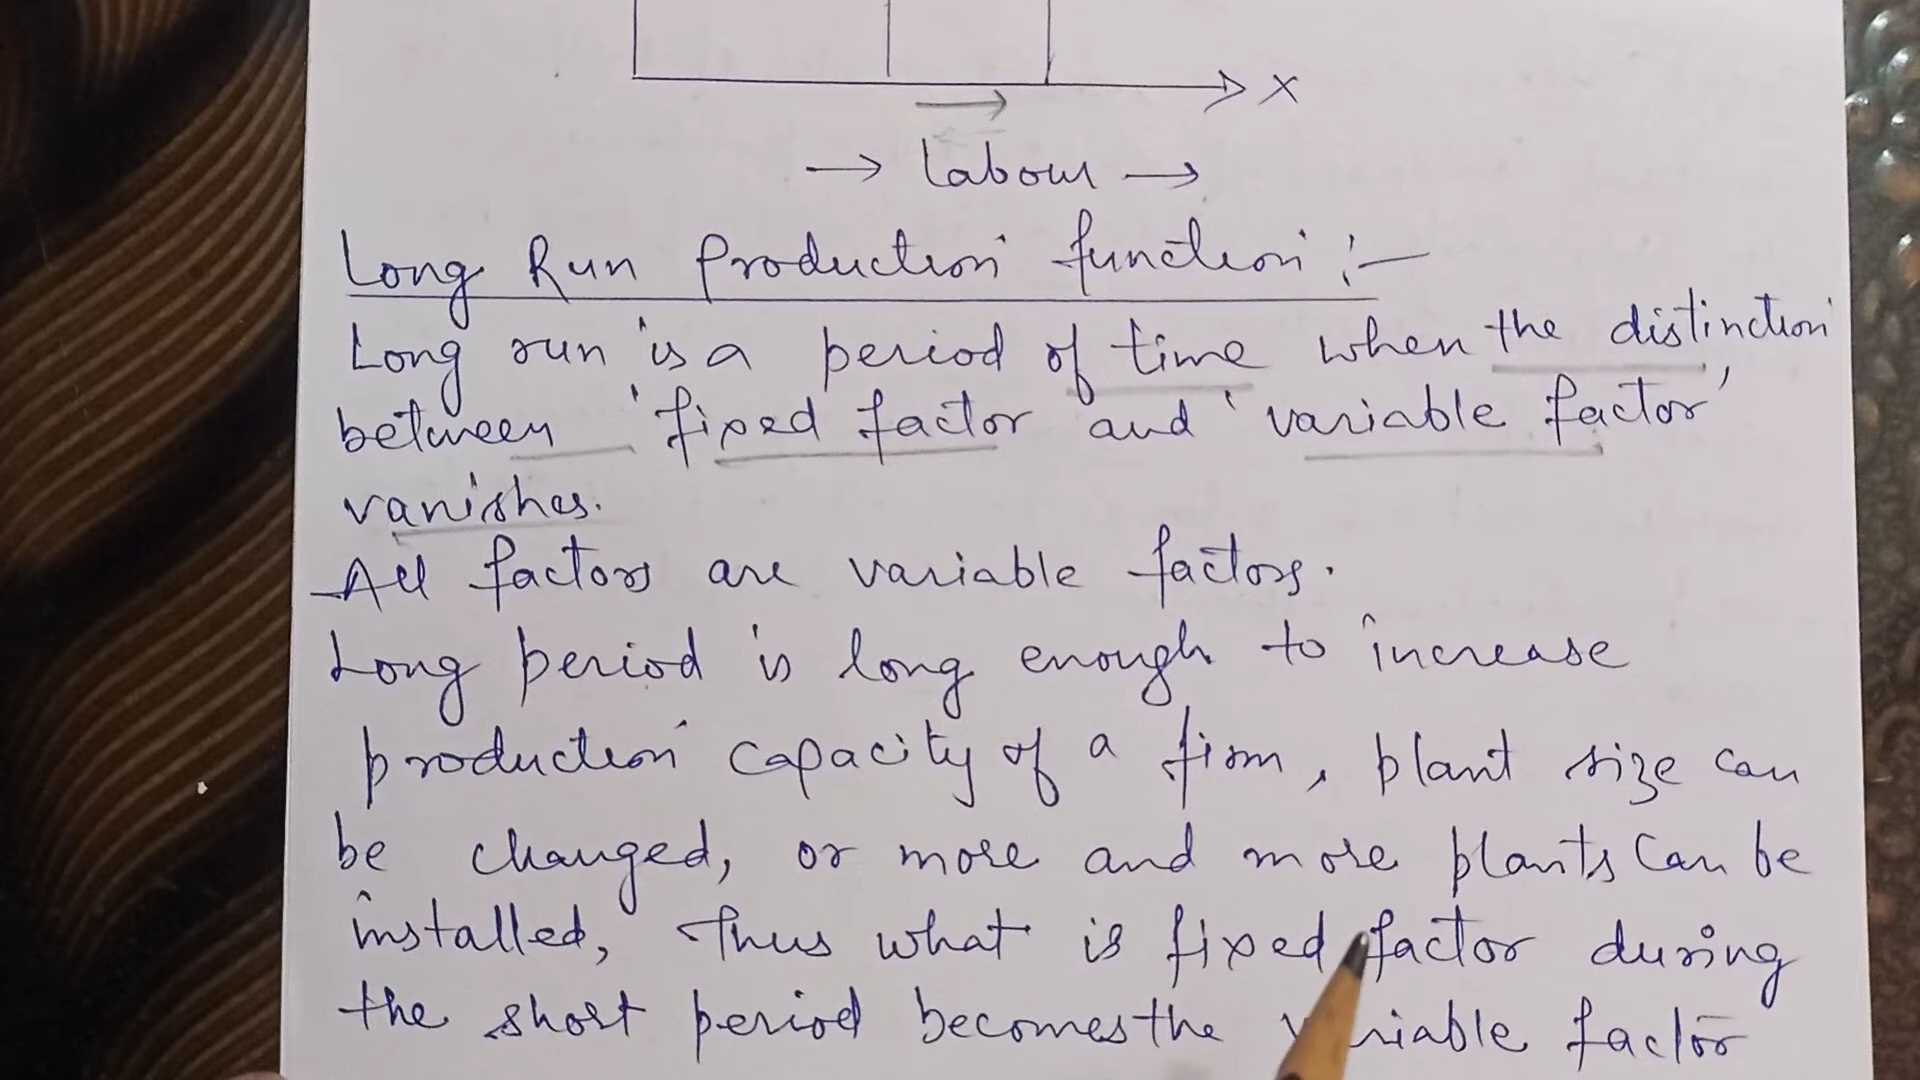 X
→ Labour →
Long Run Production function :-
Long run is a period of time when the distinction
between 'fixed factor' and 'variable factor'
vanishes.
All factors are variable factors.
Long period is long enough to increase
production capacity of a firm, plant size can
be changed, or more and more plants can be
installed, Thus what is fixed factor during
the short period becomes the variable factor